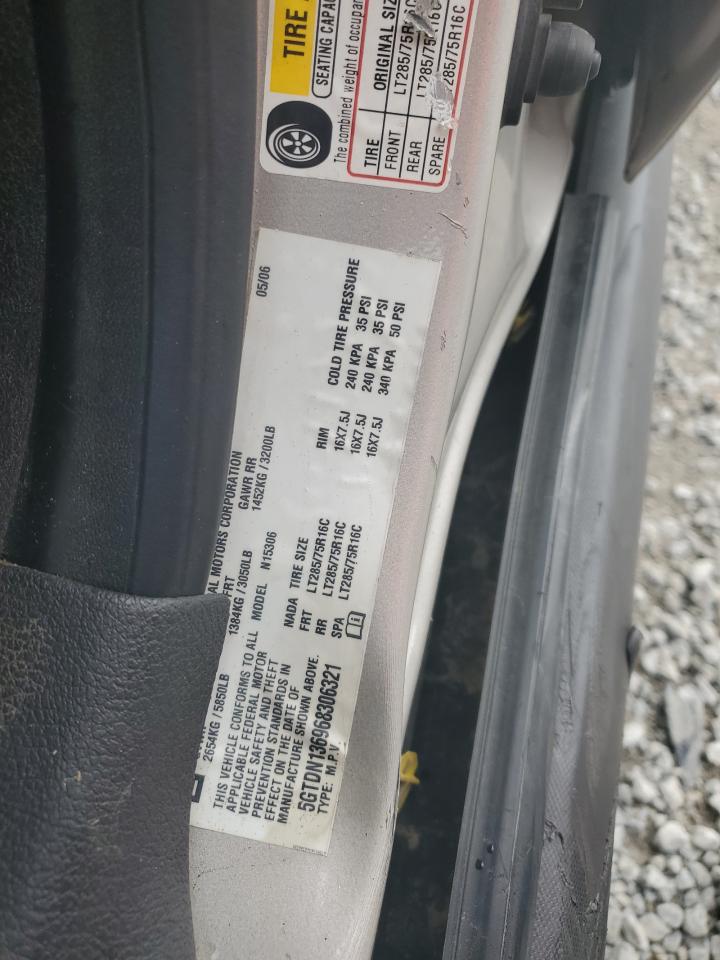 TIRE
SEATING CAPA
The combined weight of occupa
TIRE ORIGINAL SIZ
FRONT LT285/75R16C
REAR LT285/75R16C
SPARE 285/75R16C
AL MOTORS CORPORATION 05/06
FRT GAWR RR
2654KG / 5850LB 1384KG / 3050LB 1452KG / 3200LB
THIS VEHICLE CONFORMS TO ALL MODEL N15306
APPLICABLE FEDERAL MOTOR
VEHICLE SAFETY AND THEFT
PREVENTION STANDARDS IN
EFFECT ON THE DATE OF
MANUFACTURE SHOWN ABOVE.
5GTDN136968306321
TYPE: M.P.V.
NADA TIRE SIZE RIM COLD TIRE PRESSURE
FRT LT285/75R16C 16X7.5J 240 KPA 35 PSI
RR LT285/75R16C 16X7.5J 240 KPA 35 PSI
SPA LT285/75R16C 16X7.5J 340 KPA 50 PSI